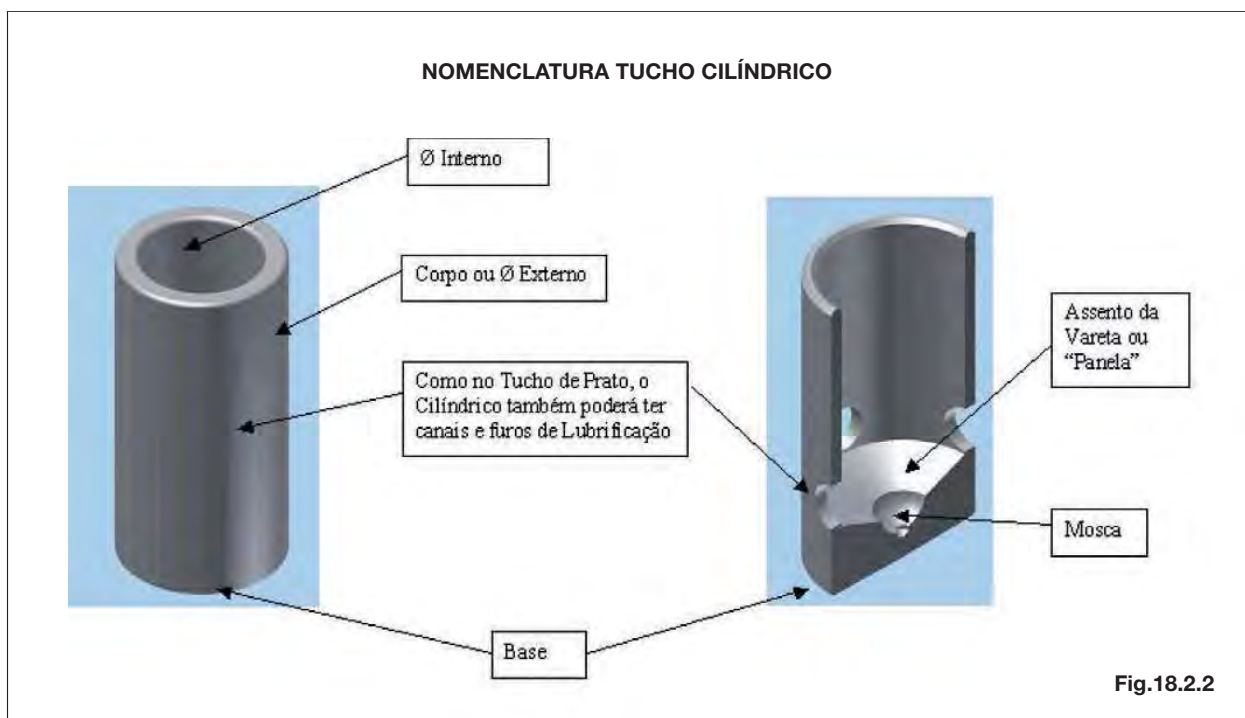 NOMENCLATURA TUCHO CILÍNDRICO
Ø Interno
Corpo ou Ø Externo
Como no Tucho de Prato, o
Cilíndrico também poderá ter
canais e furos de Lubrificação
Assento da
Vareta ou
“Panela”
Mosca
Base
Fig.18.2.2